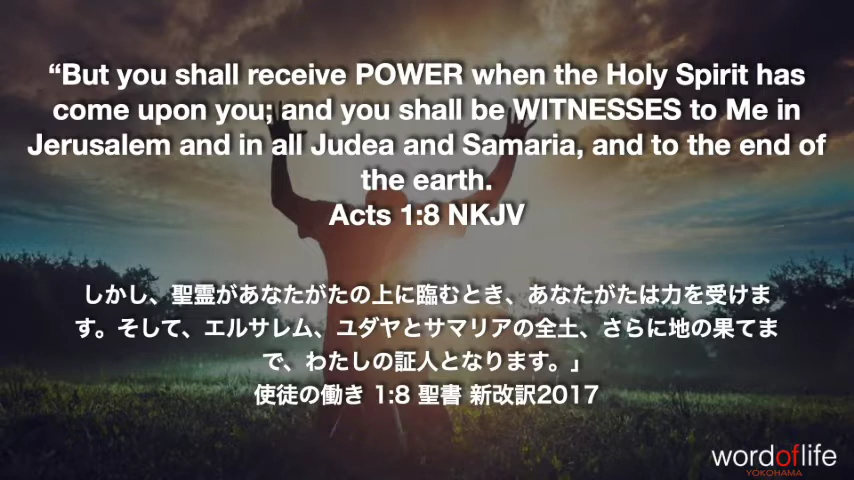 “But you shall receive POWER when the Holy Spirit has
come upon you; and you shall be WITNESSES to Me in
Jerusalem and in all Judea and Samaria, and to the end of
the earth.
Acts 1:8 NKJV
しかし、聖霊があなたがたの上に臨むとき、あなたがたは力を受けま
す。そして、エルサレム、ユダヤとサマリアの全土、さらに地の果てま
で、わたしの証人となります。」
使徒の働き 1:8 聖書 新改訳2017
wordoflife
YOKOHAMA